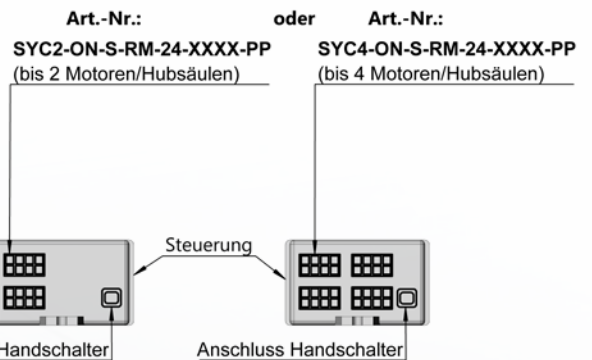 Art.-Nr.: oder Art.-Nr.:
SYC2-ON-S-RM-24-XXXX-PP SYC4-ON-S-RM-24-XXXX-PP
(bis 2 Motoren/Hubsäulen) (bis 4 Motoren/Hubsäulen)
Steuerung
Handschalter Anschluss Handschalter